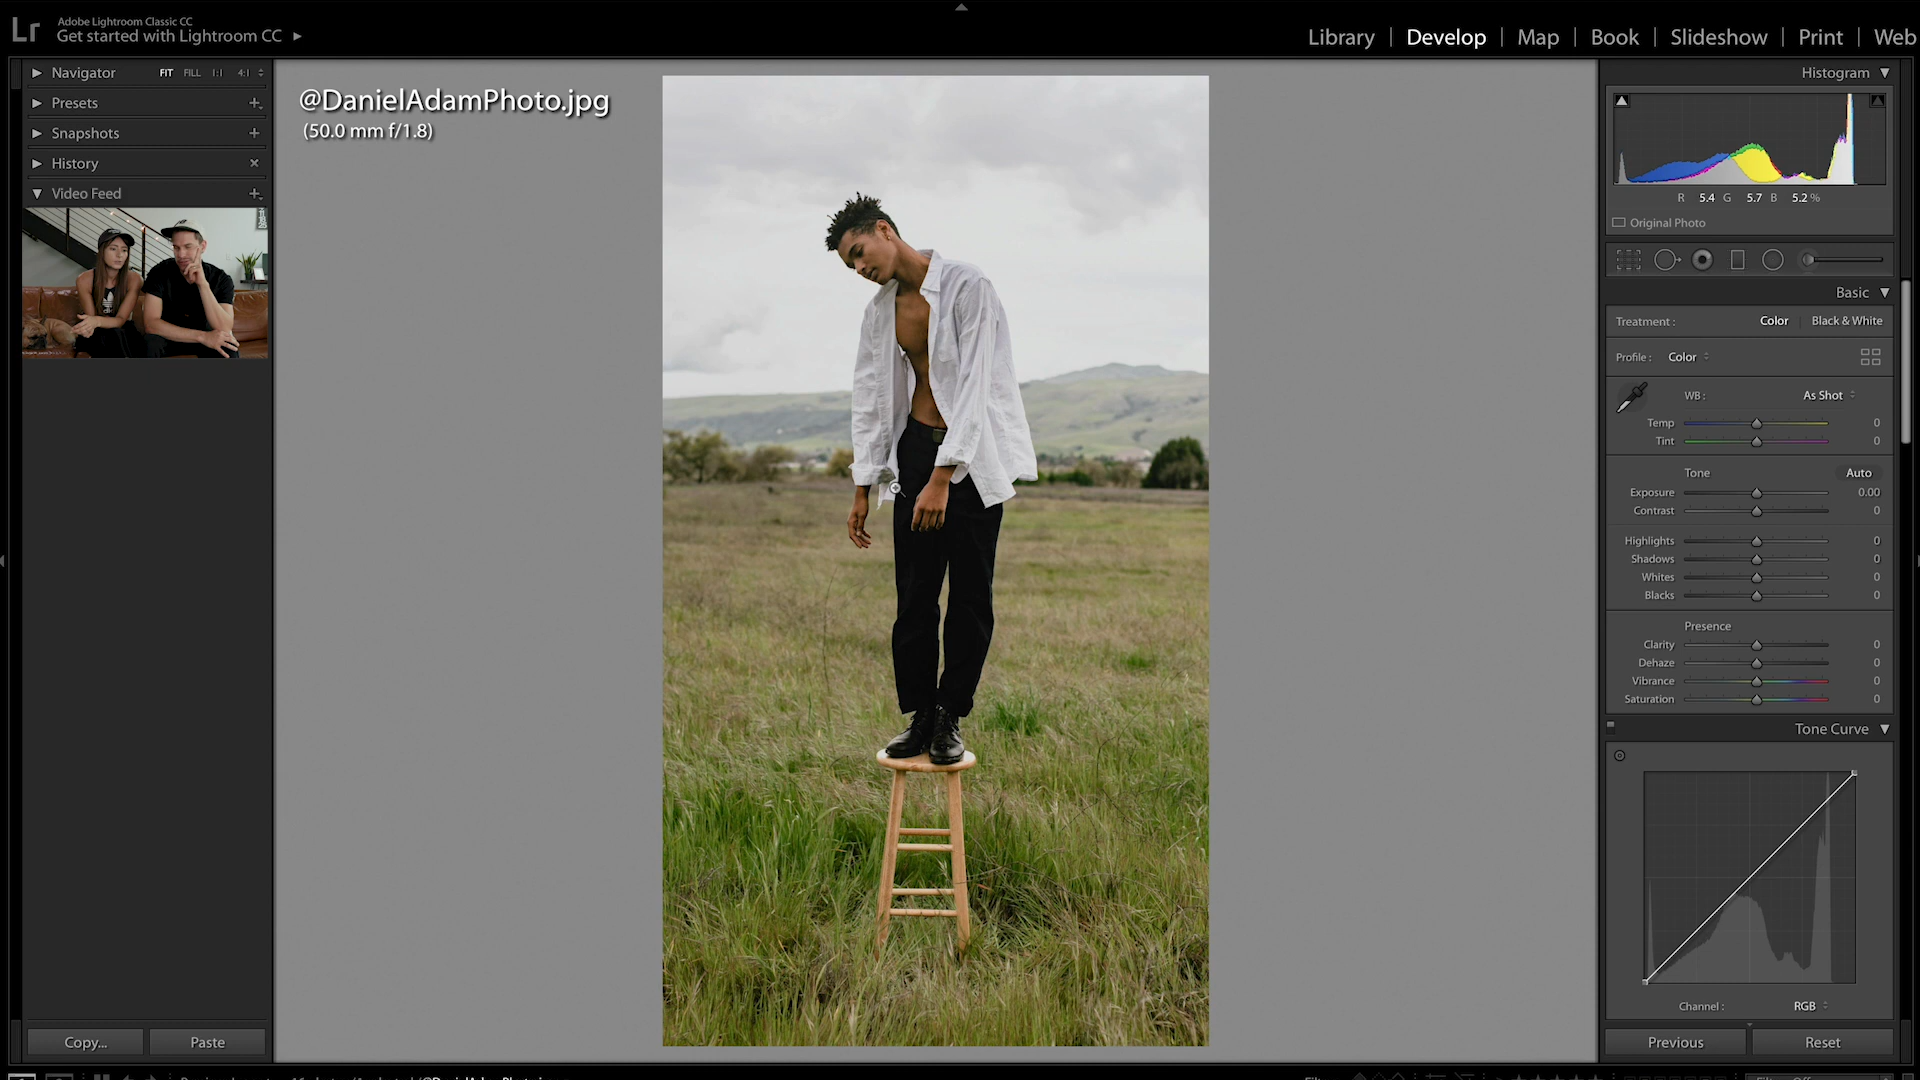 Lr
Adobe Lightroom Classic CC
Get started with Lightroom CC
Library | Develop | Map | Book | Slideshow | Print | Web
Navigator FIT FILL 1:1 4:1
Presets
Snapshots
History
Video Feed
@DanielAdamPhoto.jpg
(50.0 mm f/1.8)
Histogram
R 5.4 G 5.7 B 5.2 %
Original Photo
Basic
Treatment : Color Black & White
Profile : Color
WB : As Shot
Temp 0
Tint 0
Tone Auto
Exposure 0.00
Contrast 0
Highlights 0
Shadows 0
Whites 0
Blacks 0
Presence
Clarity 0
Dehaze 0
Vibrance 0
Saturation 0
Tone Curve
Channel : RGB
Copy... Paste
Previous Reset